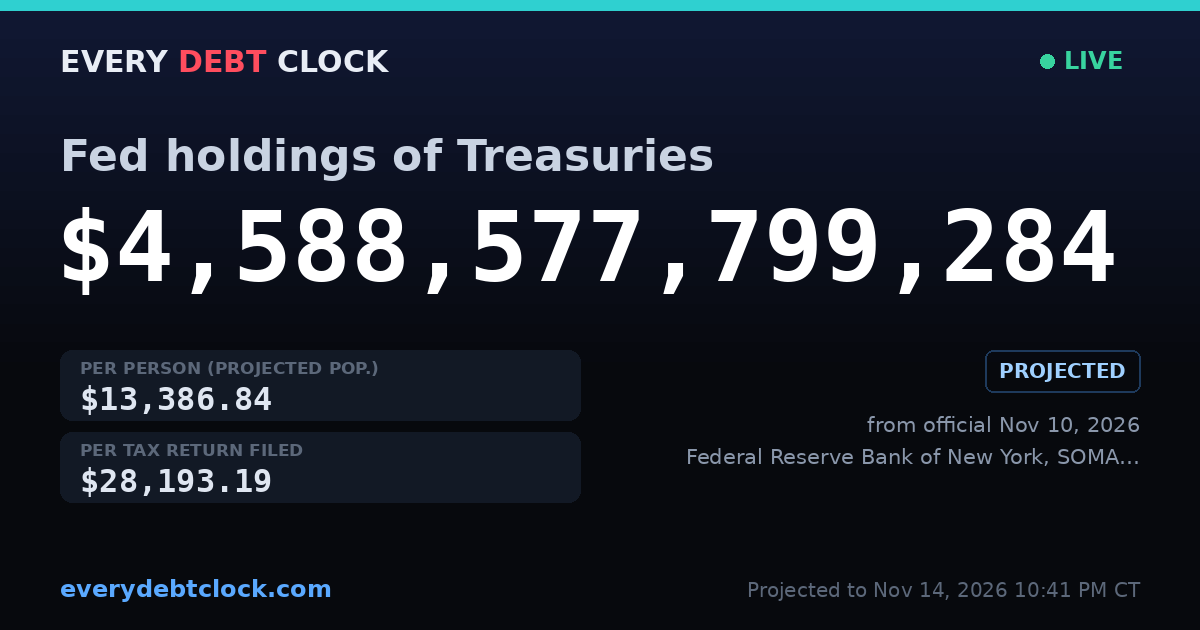 EVERY DEBT CLOCK
LIVE
Fed holdings of Treasuries
$4,588,577,799,284
PER PERSON (PROJECTED POP.)
$13,386.84
PER TAX RETURN FILED
$28,193.19
PROJECTED
from official Nov 10, 2026
Federal Reserve Bank of New York, SOMA…
everydebtclock.com
Projected to Nov 14, 2026 10:41 PM CT